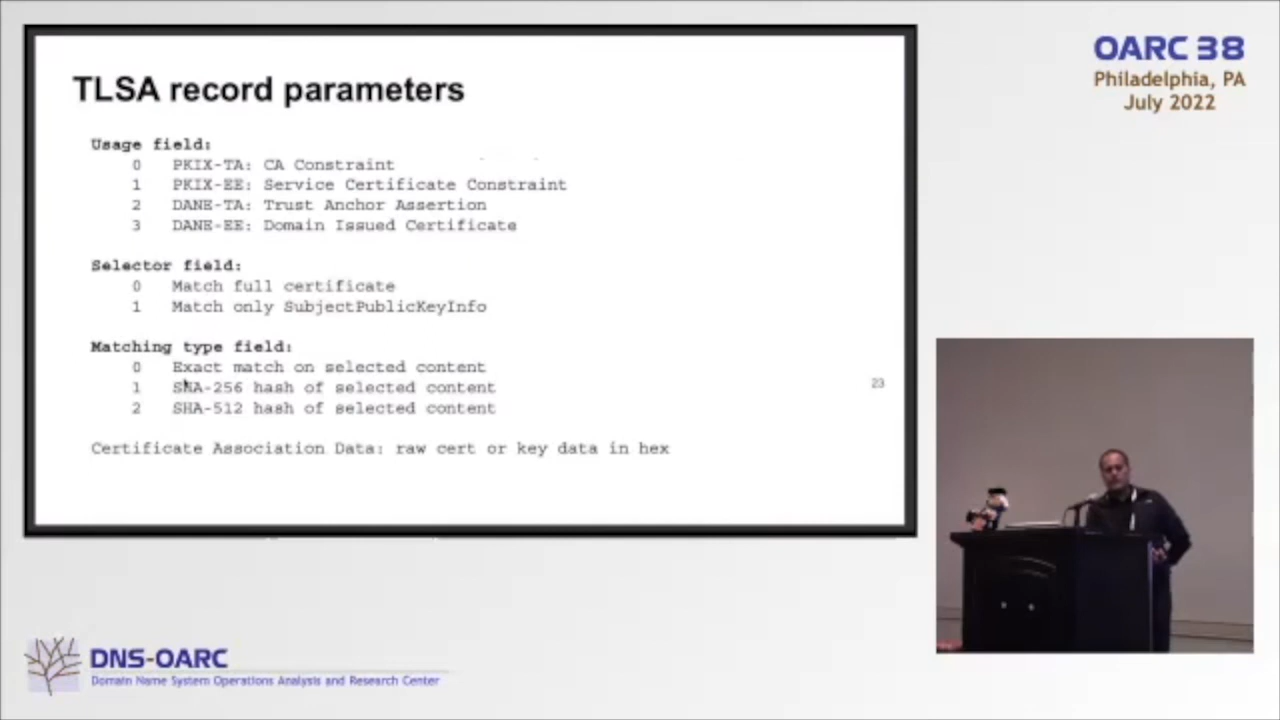 TLSA record parameters
Usage field:
0 PKIX-TA: CA Constraint
1 PKIX-EE: Service Certificate Constraint
2 DANE-TA: Trust Anchor Assertion
3 DANE-EE: Domain Issued Certificate
Selector field:
0 Match full certificate
1 Match only SubjectPublicKeyInfo
Matching type field:
0 Exact match on selected content
1 SHA-256 hash of selected content
2 SHA-512 hash of selected content
23
Certificate Association Data: raw cert or key data in hex
OARC 38
Philadelphia, PA
July 2022
DNS-OARC
Domain Name System Operations Analysis and Research Center